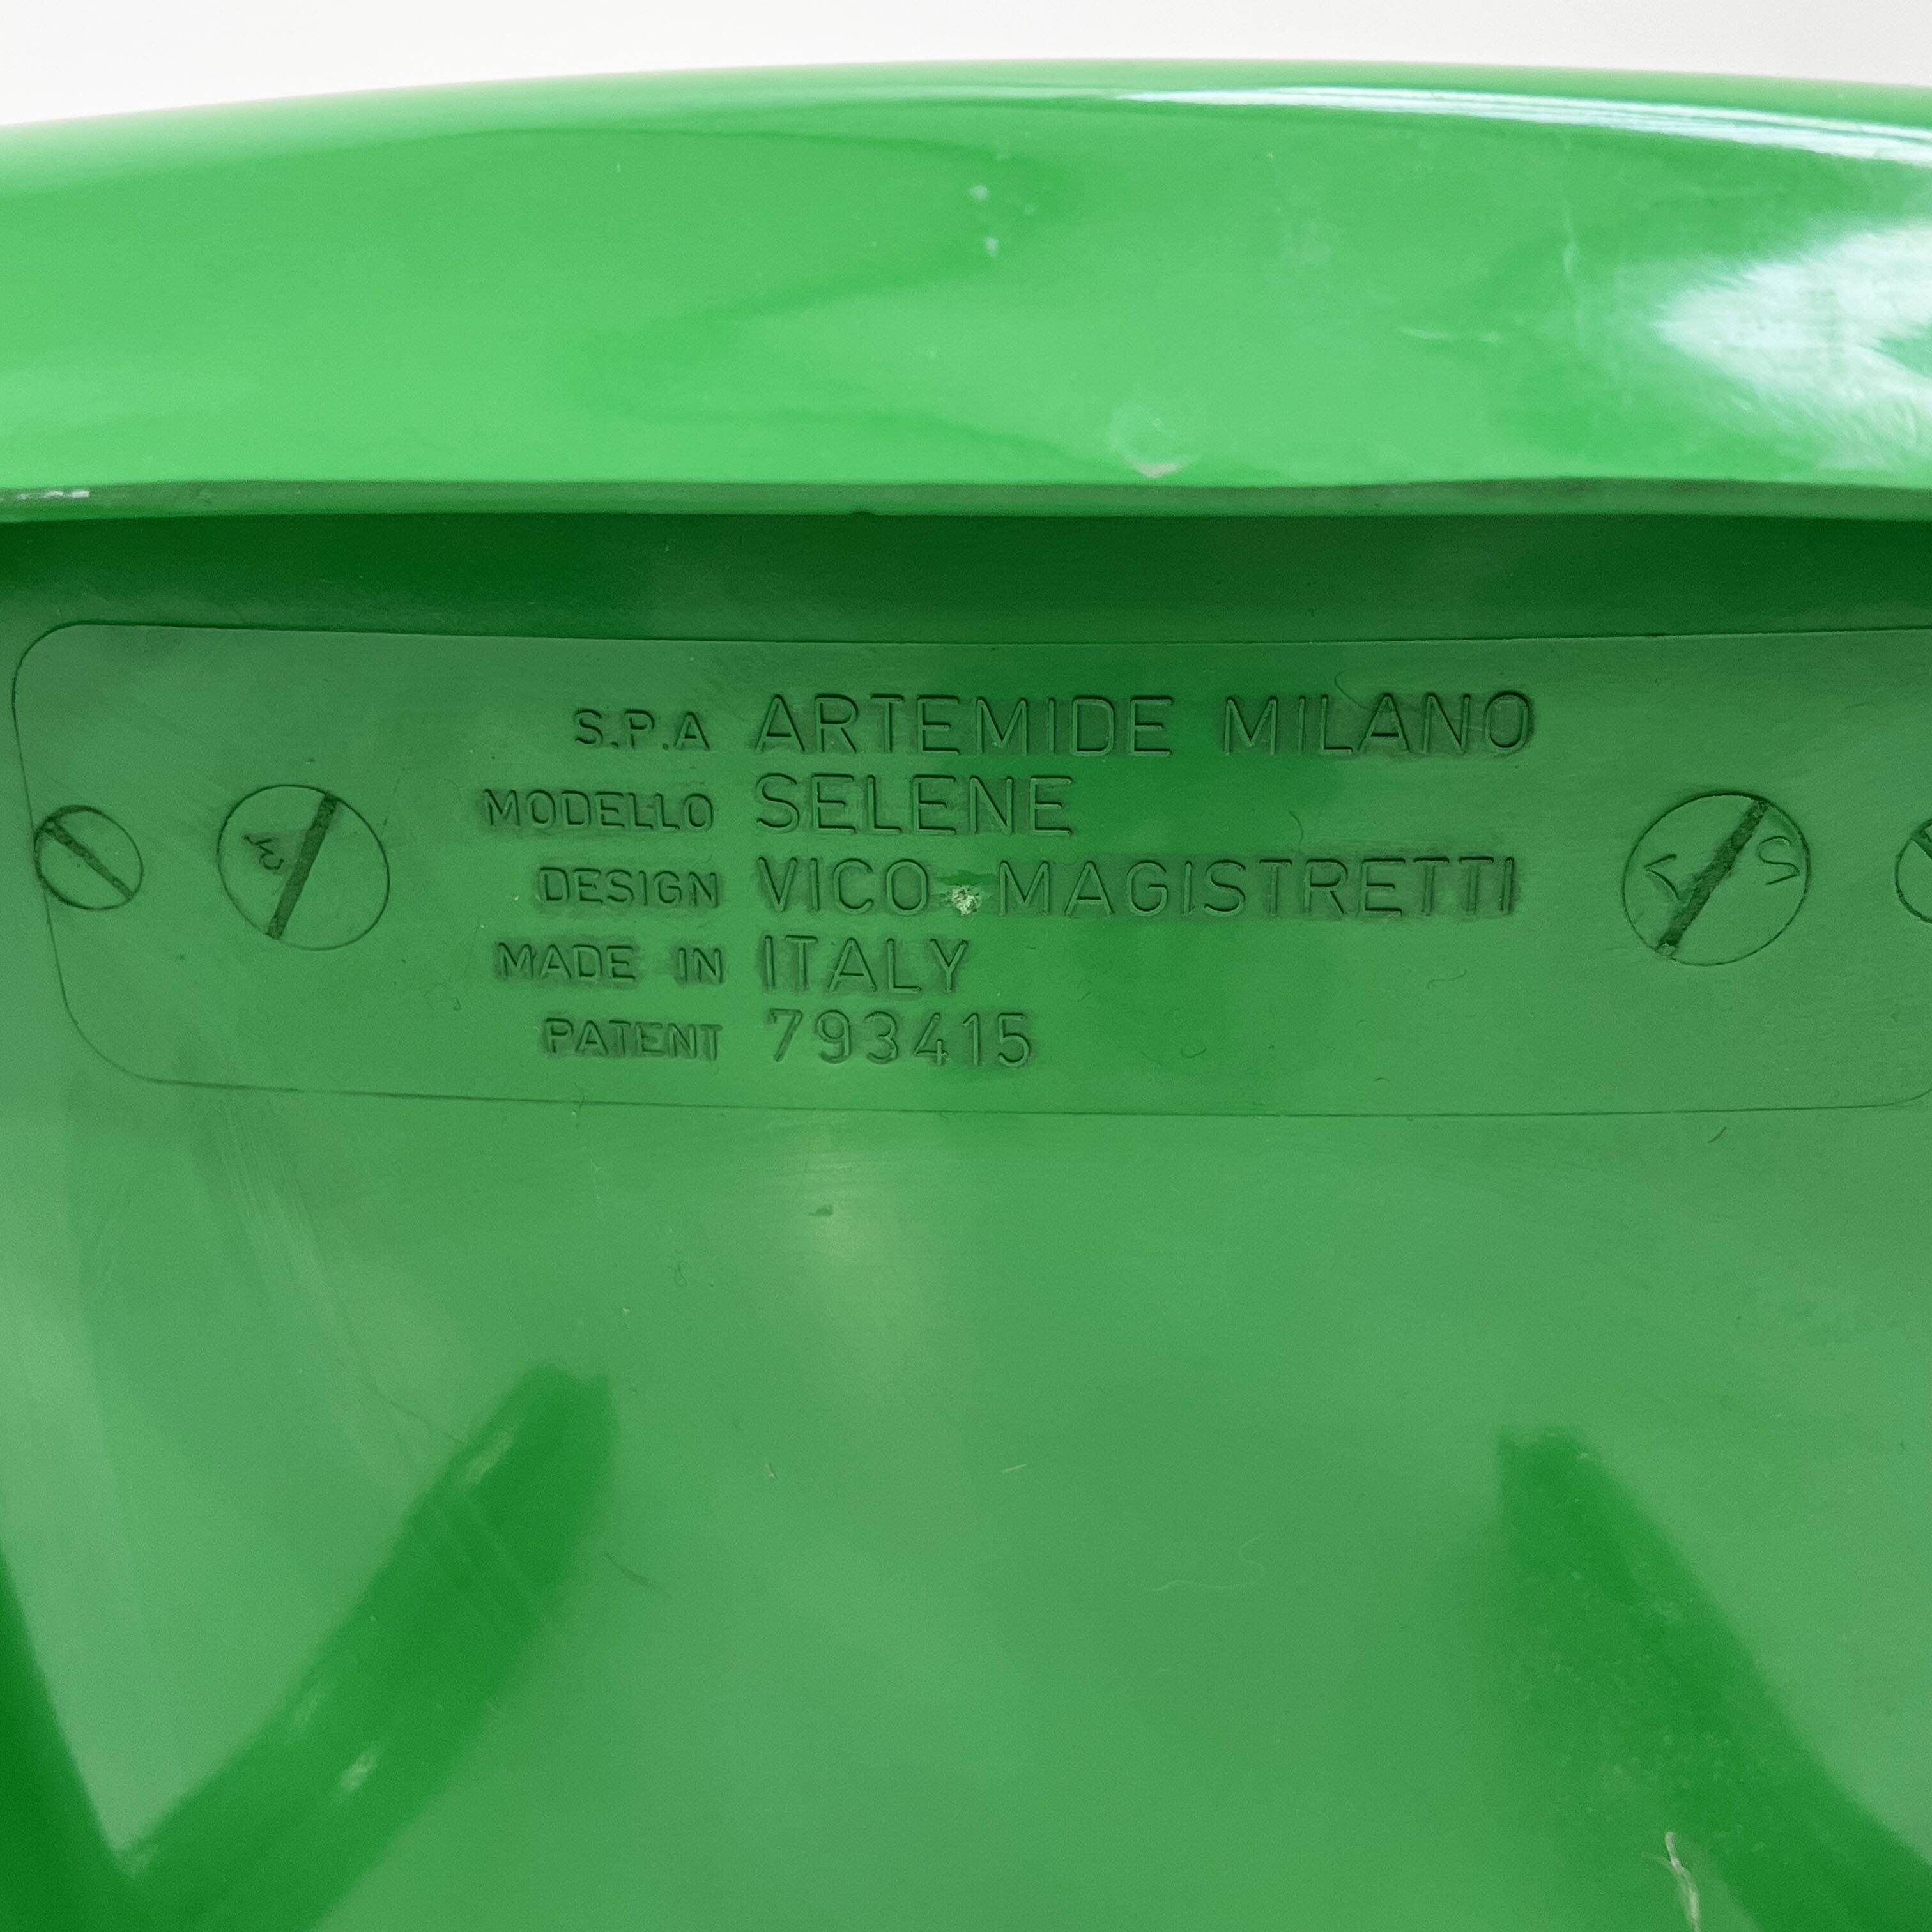 S.P.A ARTEMIDE MILANO
MODELLO SELENE
DESIGN VICO MAGISTRETTI
MADE IN ITALY
PATENT 793415